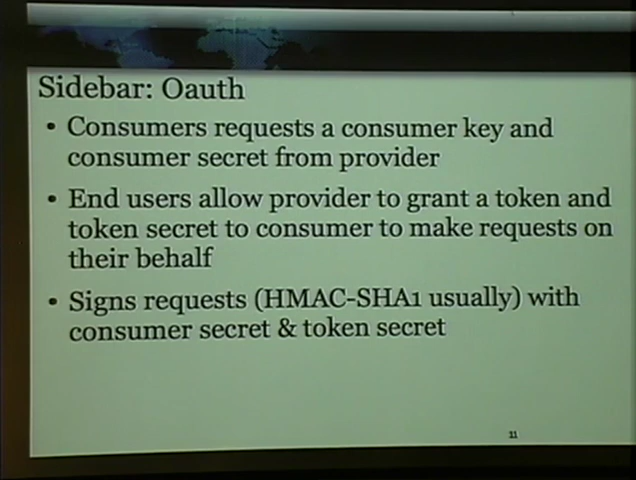 Sidebar: Oauth
• Consumers requests a consumer key and
consumer secret from provider
• End users allow provider to grant a token and
token secret to consumer to make requests on
their behalf
• Signs requests (HMAC-SHA1 usually) with
consumer secret & token secret
11